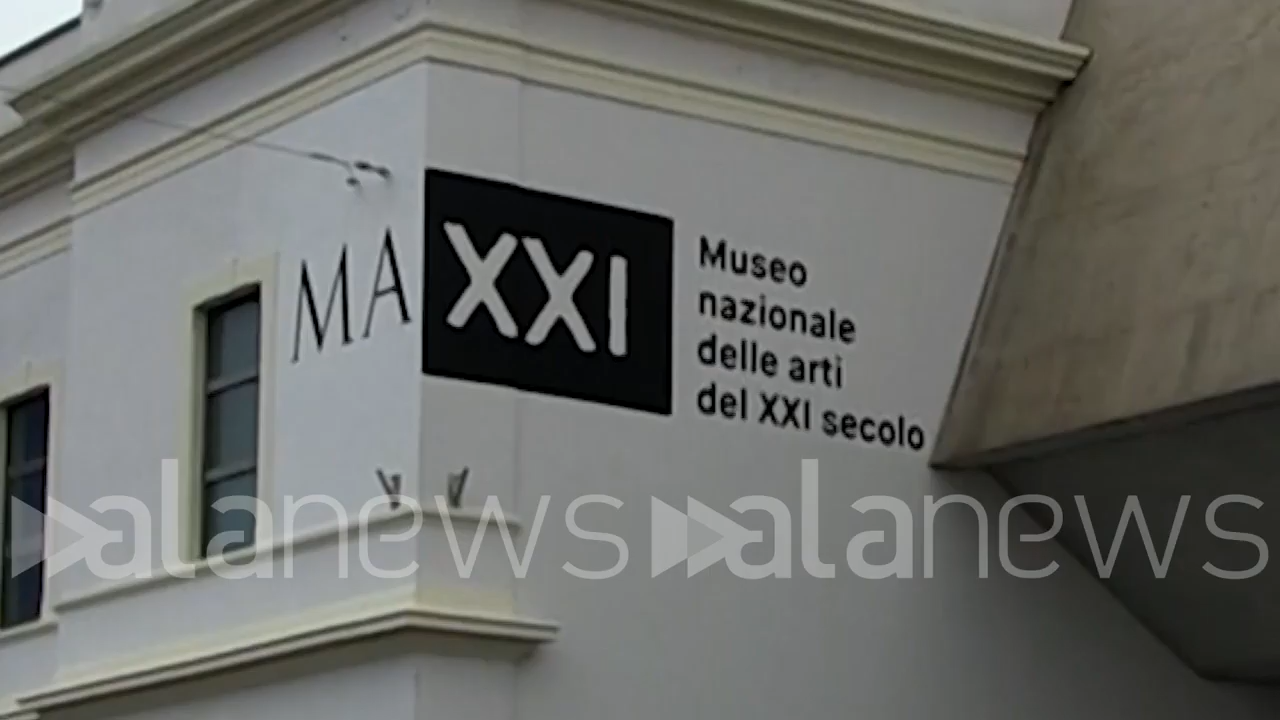 MAXXI
Museo
nazionale
delle arti
del XXI secolo
alanews alanews